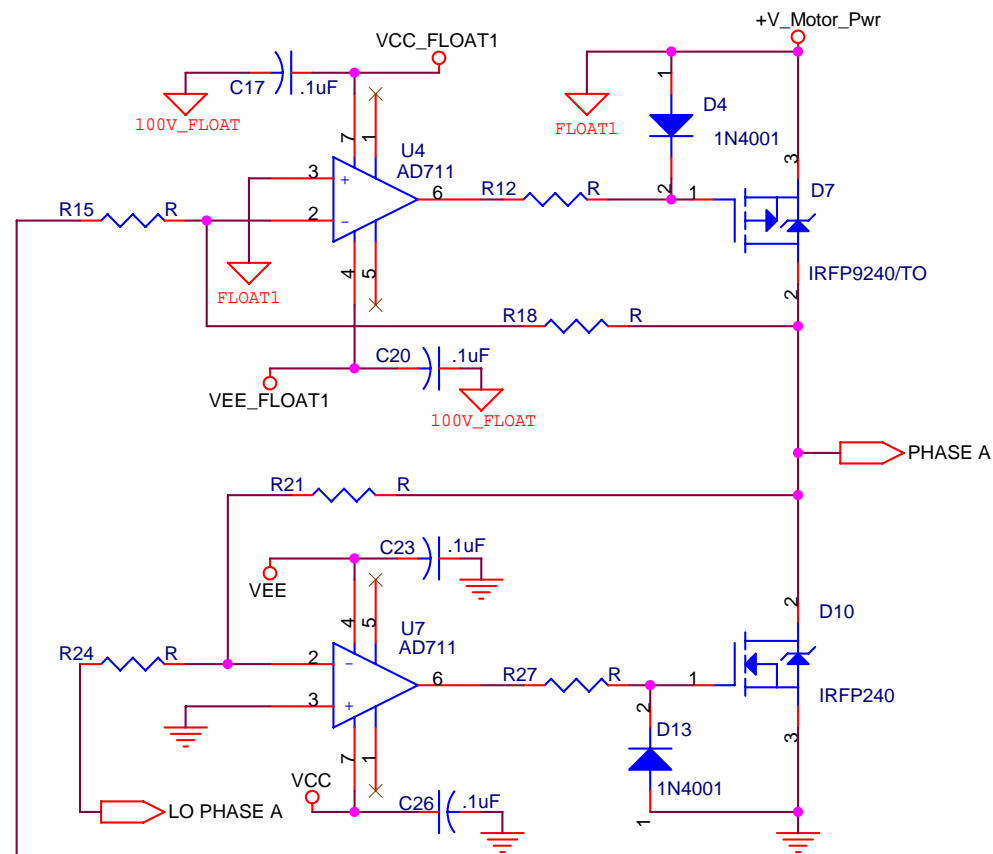 +V_Motor_Pwr
VCC_FLOAT1
C17 .1uF
100V_FLOAT
FLOAT1
1
D4
1N4001
7
1
U4
AD711
3
+
6
R12 R
2
1
3
D7
R15 R
2
−
4
5
FLOAT1
IRFP9240/TO
2
R18 R
C20 .1uF
VEE_FLOAT1
100V_FLOAT
PHASE A
R21 R
C23 .1uF
VEE
4
5
U7
AD711
2
D10
R24 R
2
−
6
R27 R
1
IRFP240
3
+
2
D13
3
7
1
1N4001
VCC
1
LO PHASE A
C26 .1uF